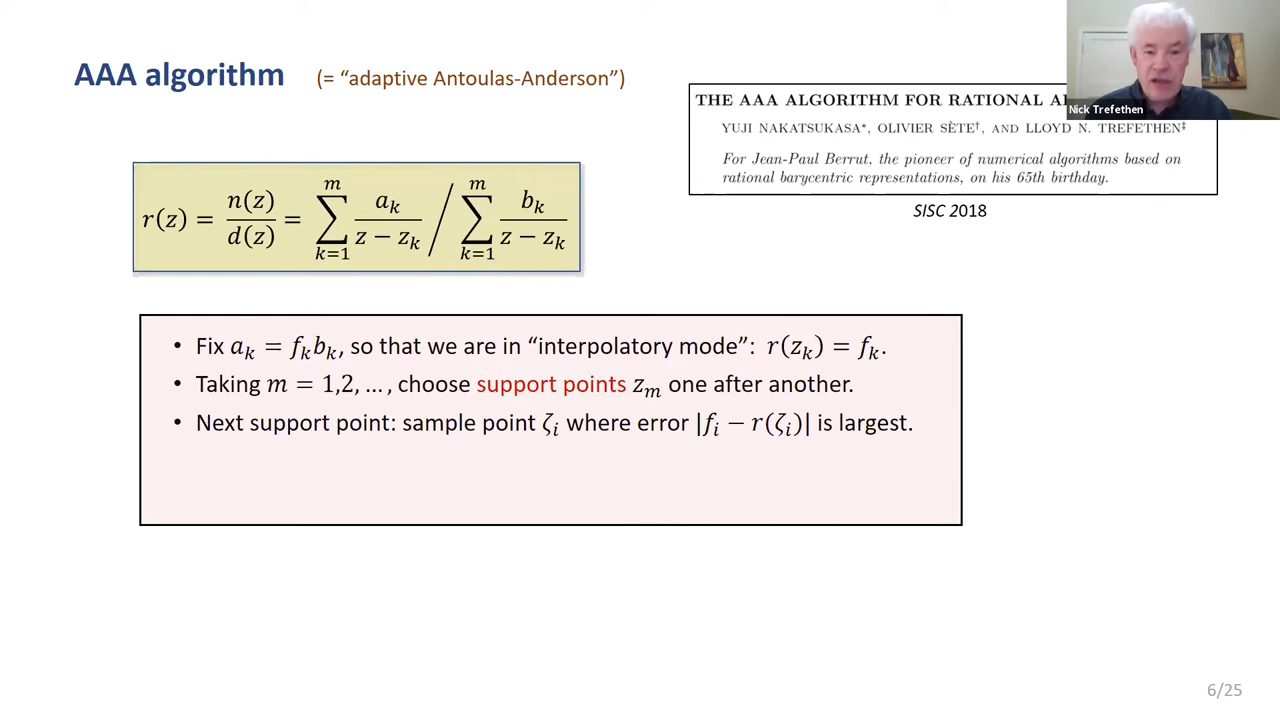 AAA algorithm (= “adaptive Antoulas-Anderson”)
THE AAA ALGORITHM FOR RATIONAL
Nick Trefethen
YUJI NAKATSUKASA*, OLIVIER SÈTE†, AND LLOYD N. TREFETHEN‡
For Jean-Paul Berrut, the pioneer of numerical algorithms based on
rational barycentric representations, on his 65th birthday.
SISC 2018
r(z) = n(z)/d(z) = ∑_{k=1}^{m} a_k/(z − z_k) / ∑_{k=1}^{m} b_k/(z − z_k)
• Fix a_k = f_k b_k, so that we are in “interpolatory mode”: r(z_k) = f_k.
• Taking m = 1,2, … , choose support points z_m one after another.
• Next support point: sample point ζ_i where error |f_i − r(ζ_i)| is largest.
6/25